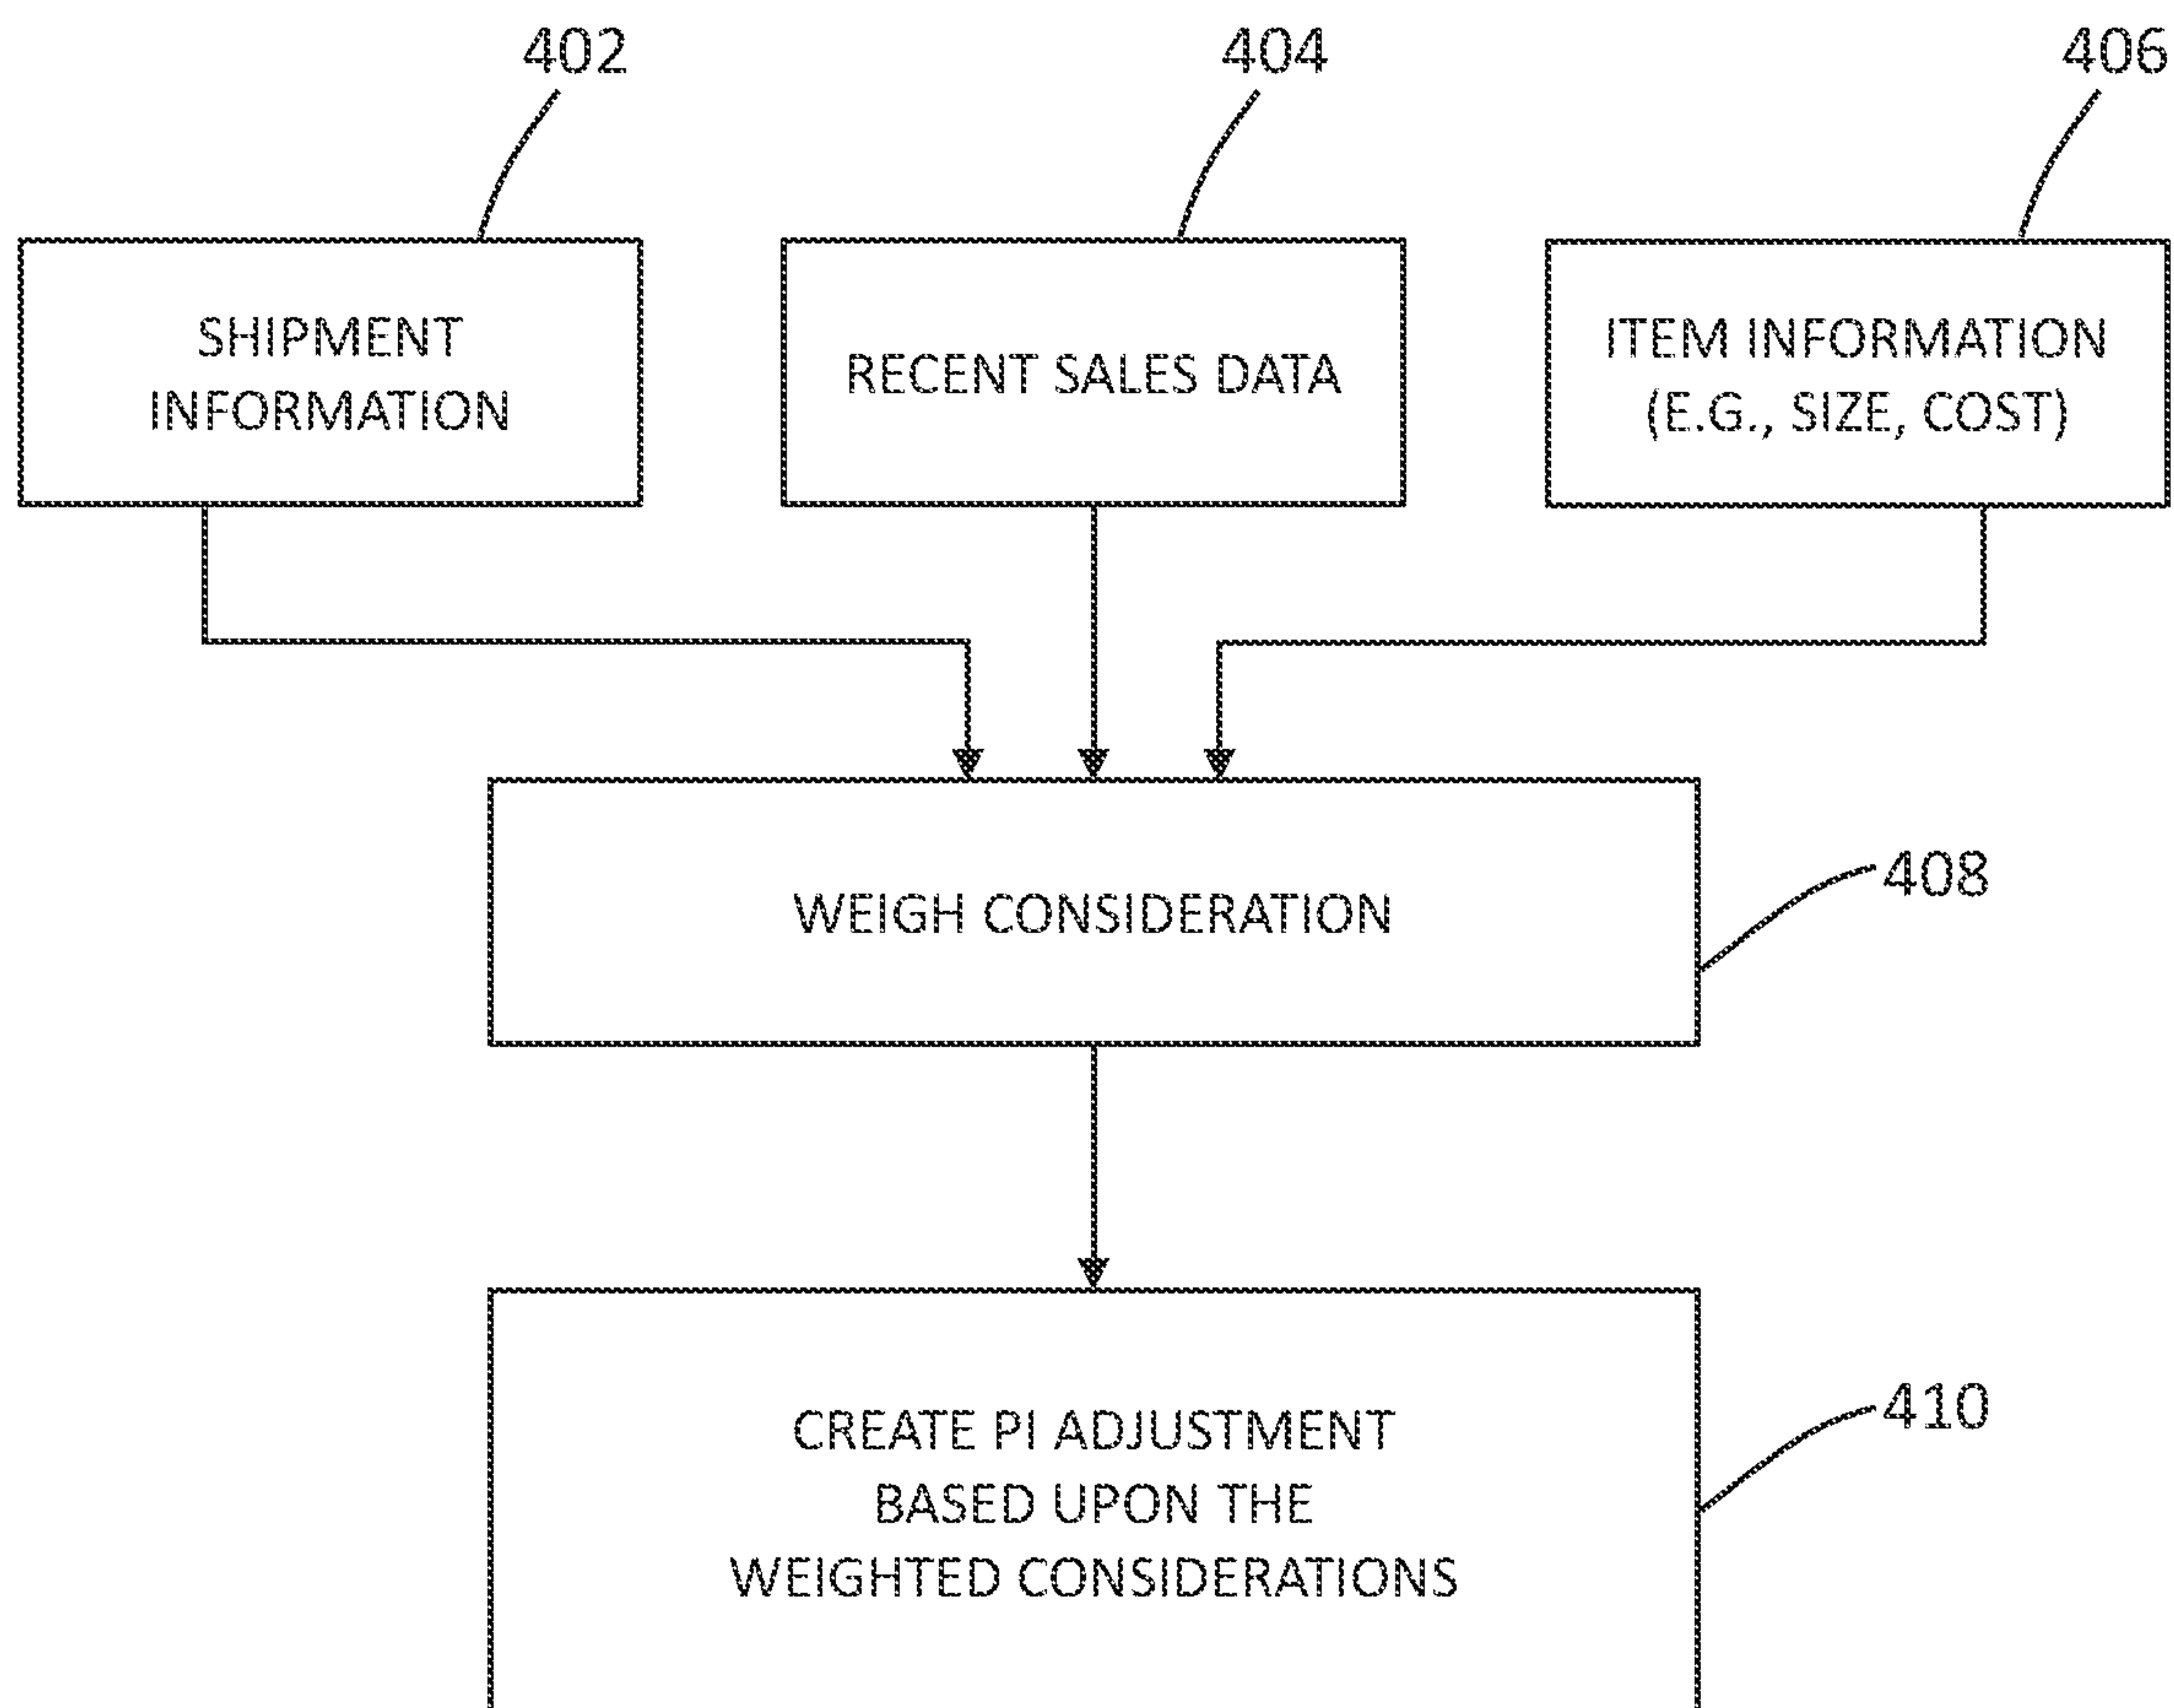 402
404
406
SHIPMENT
INFORMATION
RECENT SALES DATA
ITEM INFORMATION
(E.G., SIZE, COST)
WEIGH CONSIDERATION
408
CREATE PI ADJUSTMENT
BASED UPON THE
WEIGHTED CONSIDERATIONS
410